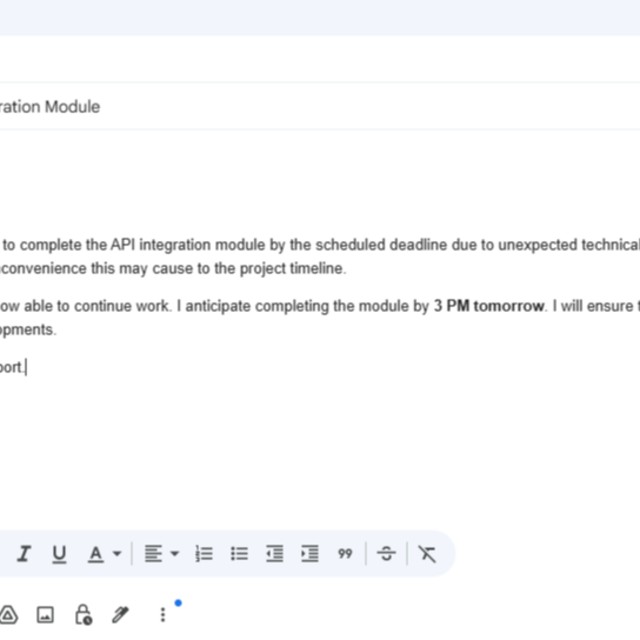 ration Module
to complete the API integration module by the scheduled deadline due to unexpected technical
convenience this may cause to the project timeline.
ow able to continue work. I anticipate completing the module by 3 PM tomorrow. I will ensure
opments.
port.